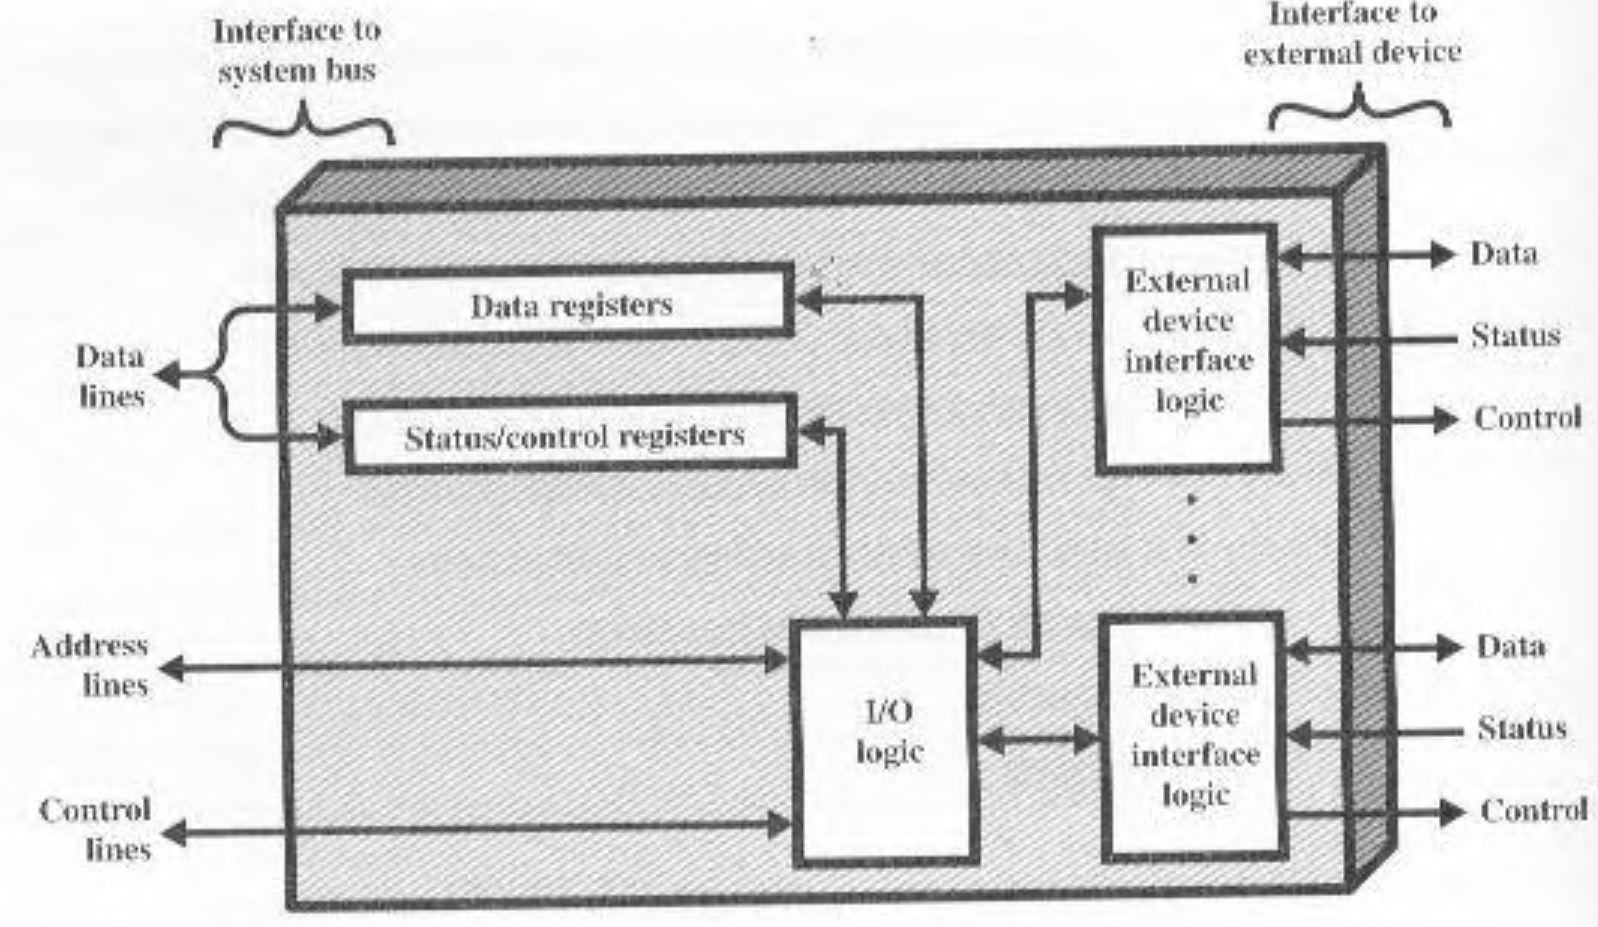 Interface to
system bus
Interface to
external device
Data registers
Data
lines
Status/control registers
External
device
interface
logic
Data
Status
Control
Address
lines
I/O
logic
External
device
interface
logic
Data
Status
Control
Control
lines